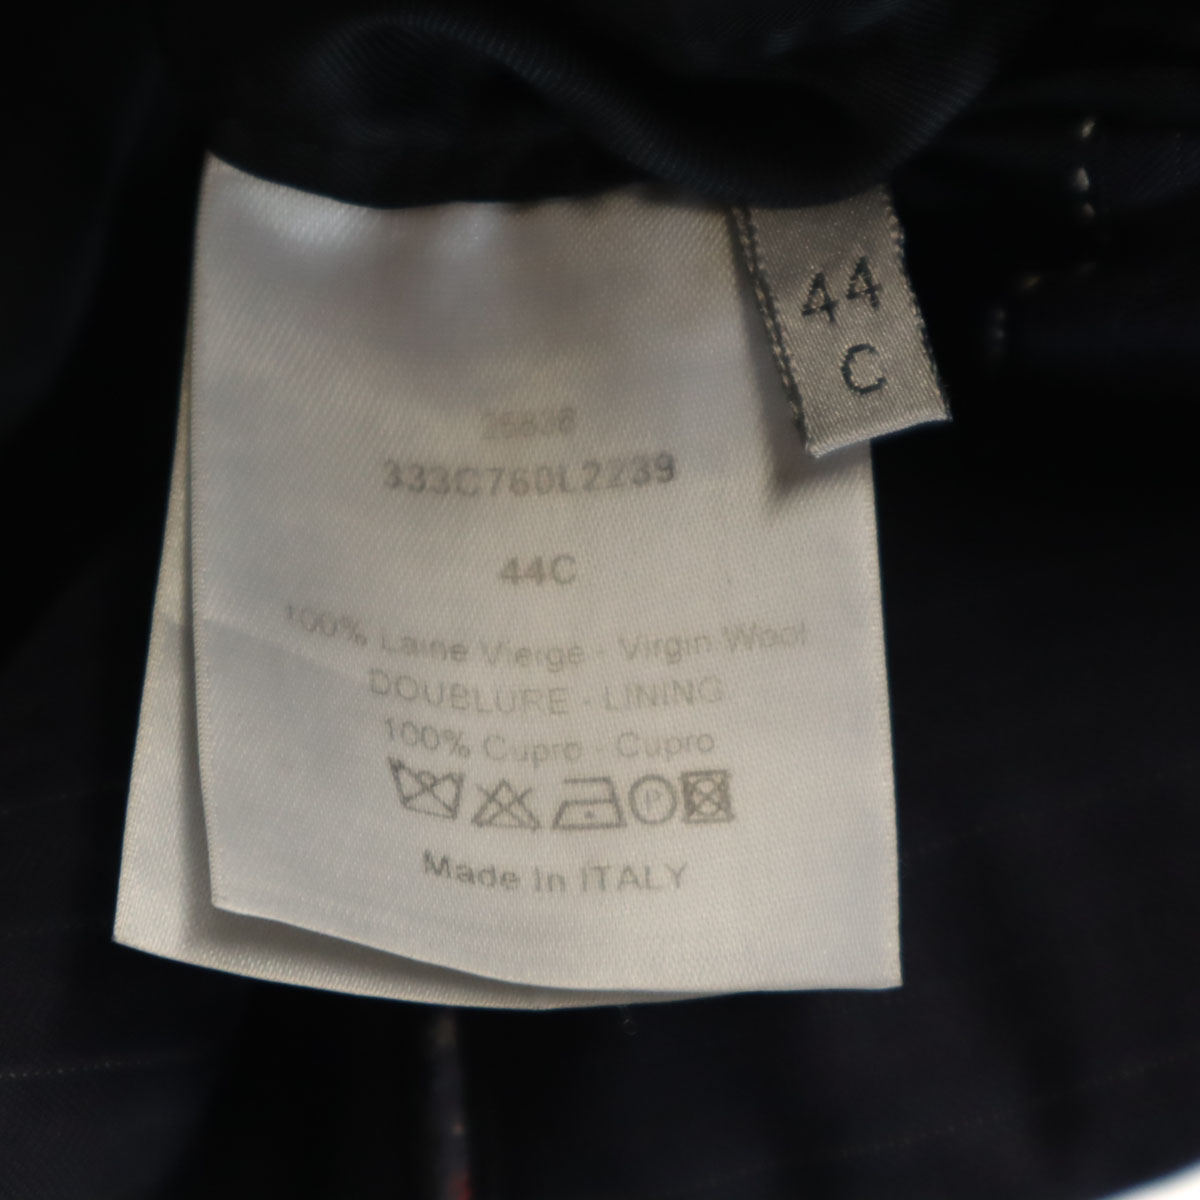 44
C
333C760L2239
44C
100% Laine Vierge - Virgin Wool
DOUBLURE - LINING
100% Cupro - Cupro
P
Made In ITALY